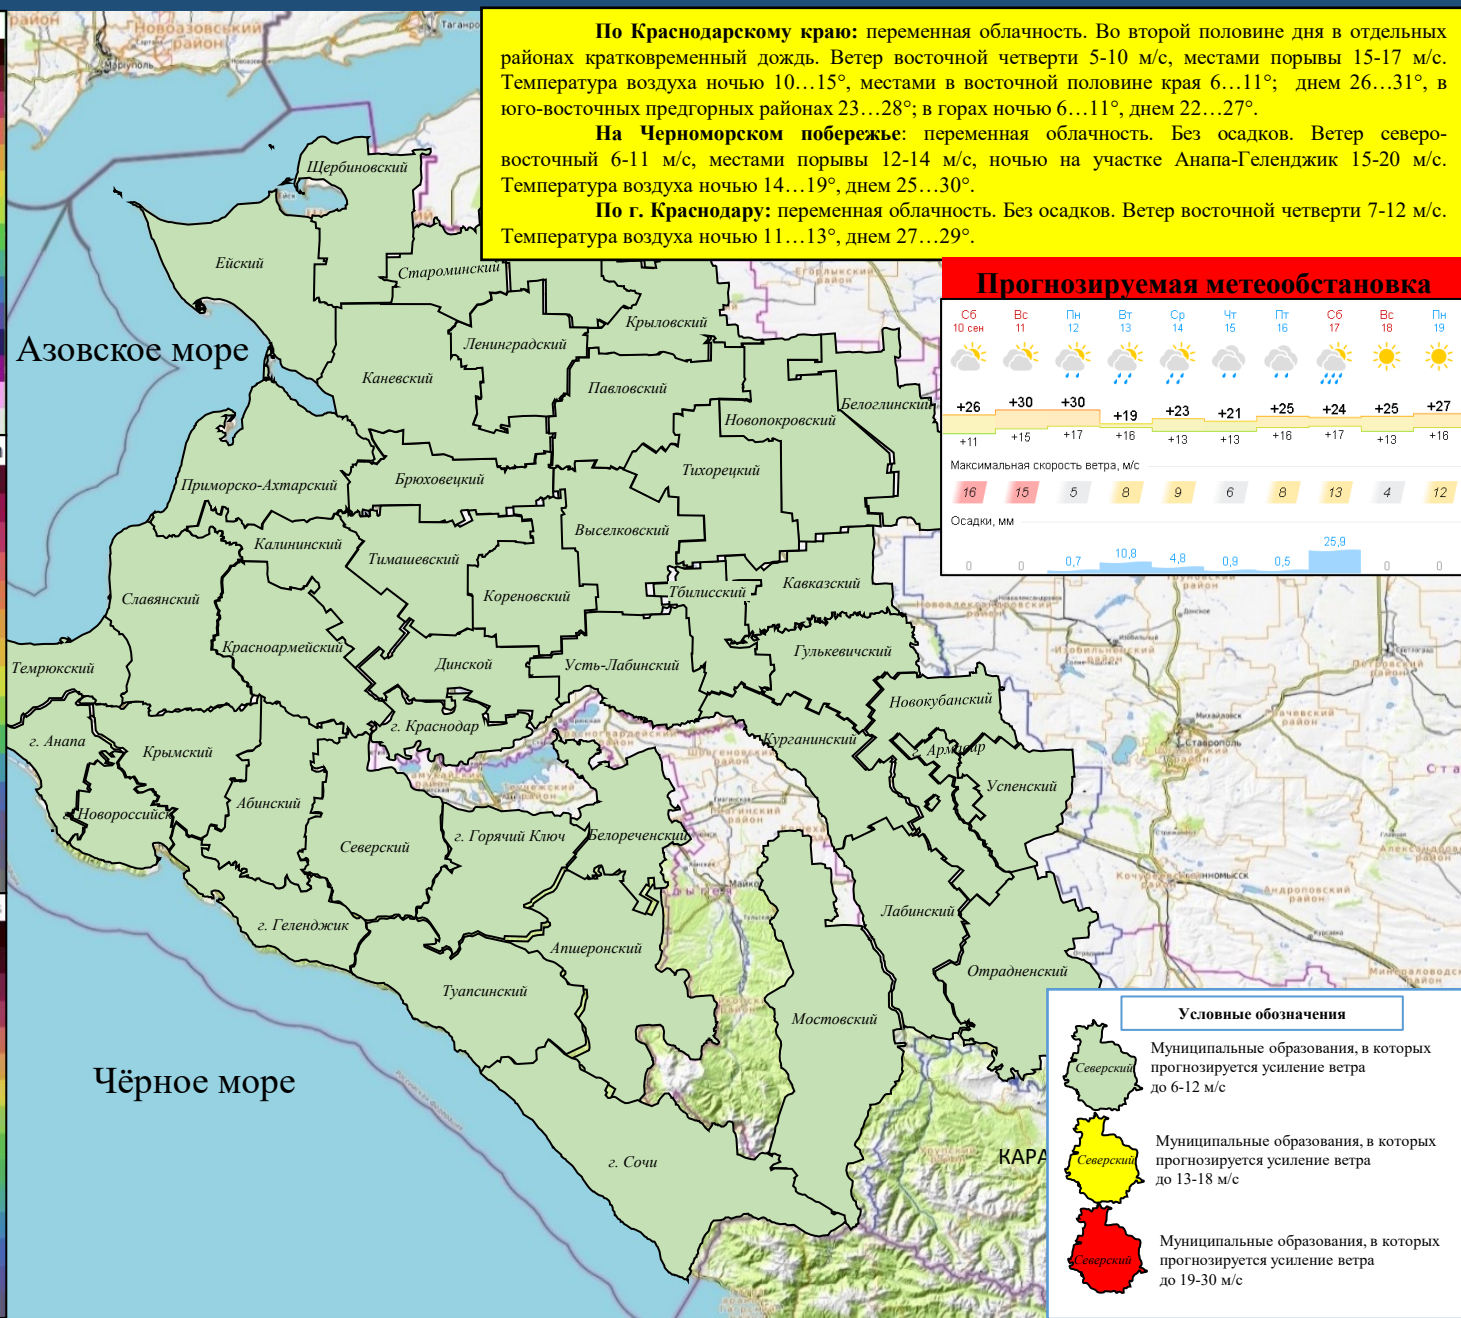 По Краснодарскому краю: переменная облачность. Во второй половине дня в отдельных
районах кратковременный дождь. Ветер восточной четверти 5-10 м/с, местами порывы 15-17 м/с.
Температура воздуха ночью 10…15°, местами в восточной половине края 6…11°; днем 26…31°, в
юго-восточных предгорных районах 23…28°; в горах ночью 6…11°, днем 22…27°.
На Черноморском побережье: переменная облачность. Без осадков. Ветер северо-
восточный 6-11 м/с, местами порывы 12-14 м/с, ночью на участке Анапа-Геленджик 15-20 м/с.
Температура воздуха ночью 14…19°, днем 25…30°.
По г. Краснодару: переменная облачность. Без осадков. Ветер восточной четверти 7-12 м/с.
Температура воздуха ночью 11…13°, днем 27…29°.
Прогнозируемая метеообстановка
Сб Вс Пн Вт Ср Чт Пт Сб Вс Пн
10 сен 11 12 13 14 15 16 17 18 19
+26 +30 +30 +19 +23 +21 +25 +24 +25 +27
+11 +15 +17 +16 +13 +13 +16 +17 +13 +16
Максимальная скорость ветра, м/с
16 15 5 8 9 6 8 13 4 12
Осадки, мм
0 0 0,7 10,8 4,8 0,9 0,5 25,9 0 0
Новоазовський
район
Маріуполь
Щербиновский
Ейский
Староминский
Крыловский
Азовское море
Ленинградский
Каневский
Павловский
Белоглинский
Новопокровский
Тихорецкий
Приморско-Ахтарский
Брюховецкий
Выселковский
Калининский
Тимашевский
Кавказский
Тбилисский
Кореновский
Славянский
Красноармейский
Гулькевичский
Динской
Усть-Лабинский
Темрюкский
Новокубанский
г. Краснодар
г. Анапа
Крымский
Курганинский
г. Армавир
Успенский
Абинский
г. Новороссийск
Северский
г. Горячий Ключ
Белореченский
Лабинский
г. Геленджик
Апшеронский
Отрадненский
Туапсинский
Мостовский
Чёрное море
г. Сочи
КАРА
Михайловск
Ставрополь
Условные обозначения
Северский
Муниципальные образования, в которых
прогнозируется усиление ветра
до 6-12 м/с
Северский
Муниципальные образования, в которых
прогнозируется усиление ветра
до 13-18 м/с
Северский
Муниципальные образования, в которых
прогнозируется усиление ветра
до 19-30 м/с